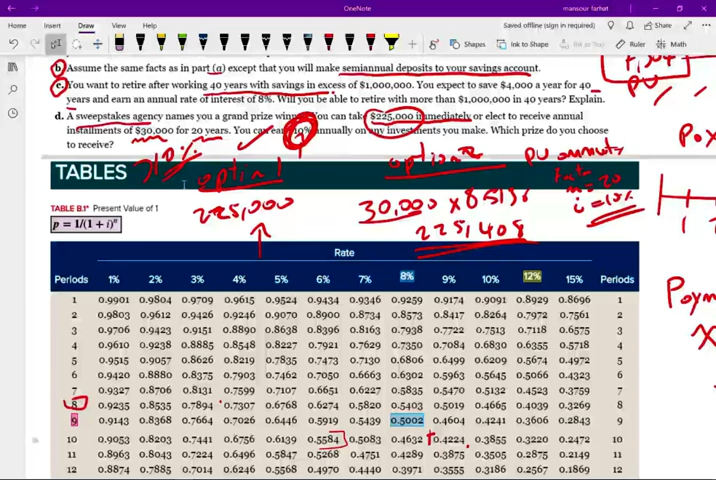 OneNote
mansour farhat
Home Insert Draw View
Saved offline (sign in required) Share
Shapes Ink to Shape Ink to Text Ruler Math
b. Assume the same facts as in part (a) except that you will make semiannual deposits to your savings account.
c. You want to retire after working 40 years with savings in excess of $1,000,000. You expect to save $4,000 a year for 40
years and earn an annual rate of interest of 8%. Will you be able to retire with more than $1,000,000 in 40 years? Explain.
PV
d. A sweepstakes agency names you a grand prize winner. You can take $225,000 immediately or elect to receive annual
installments of $30,000 for 20 years. You can earn 10% annually on any investments you make. Which prize do you choose
to receive?
TABLES
10%
option 1
n = 20
i = 10%
TABLE B.1* Present Value of 1
p = 1/(1 + i)ⁿ
225,000
30,000 x 8.5136
225,408
Rate
Periods 1% 2% 3% 4% 5% 6% 7% 8% 9% 10% 12% 15% Periods
1 0.9901 0.9804 0.9709 0.9615 0.9524 0.9434 0.9346 0.9259 0.9174 0.9091 0.8929 0.8696 1
2 0.9803 0.9612 0.9426 0.9246 0.9070 0.8900 0.8734 0.8573 0.8417 0.8264 0.7972 0.7561 2
3 0.9706 0.9423 0.9151 0.8890 0.8638 0.8396 0.8163 0.7938 0.7722 0.7513 0.7118 0.6575 3
4 0.9610 0.9238 0.8885 0.8548 0.8227 0.7921 0.7629 0.7350 0.7084 0.6830 0.6355 0.5718 4
5 0.9515 0.9057 0.8626 0.8219 0.7835 0.7473 0.7130 0.6806 0.6499 0.6209 0.5674 0.4972 5
6 0.9420 0.8880 0.8375 0.7903 0.7462 0.7050 0.6663 0.6302 0.5963 0.5645 0.5066 0.4323 6
7 0.9327 0.8706 0.8131 0.7599 0.7107 0.6651 0.6227 0.5835 0.5470 0.5132 0.4523 0.3759 7
8 0.9235 0.8535 0.7894 0.7307 0.6768 0.6274 0.5820 0.5403 0.5019 0.4665 0.4039 0.3269 8
9 0.9143 0.8368 0.7664 0.7026 0.6446 0.5919 0.5439 0.5002 0.4604 0.4241 0.3606 0.2843 9
10 0.9053 0.8203 0.7441 0.6756 0.6139 0.5584 0.5083 0.4632 0.4224 0.3855 0.3220 0.2472 10
11 0.8963 0.8043 0.7224 0.6496 0.5847 0.5268 0.4751 0.4289 0.3875 0.3505 0.2875 0.2149 11
12 0.8874 0.7885 0.7014 0.6246 0.5568 0.4970 0.4440 0.3971 0.3555 0.3186 0.2567 0.1869 12